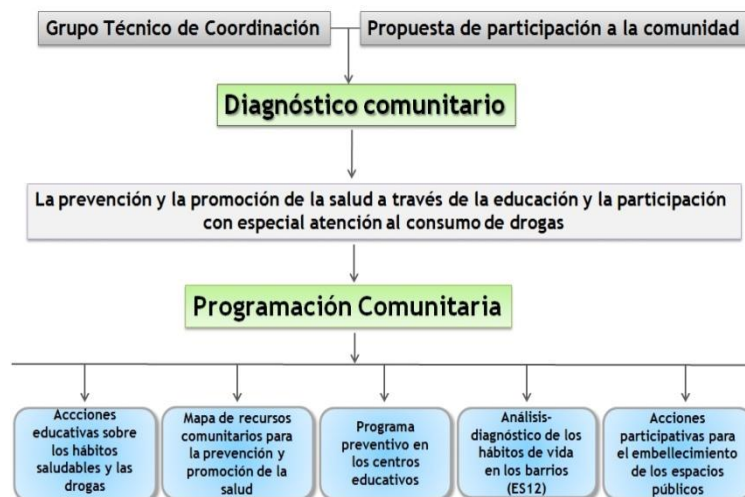 Grupo Técnico de Coordinación
Propuesta de participación a la comunidad
Diagnóstico comunitario
La prevención y la promoción de la salud a través de la educación y la participación
con especial atención al consumo de drogas
Programación Comunitaria
Accciones
educativas sobre
los hábitos
saludables y las
drogas
Mapa de recursos
comunitarios para
la prevención y
promoción de la
salud
Programa
preventivo en
los centros
educativos
Análisis-
diagnóstico de los
hábitos de vida
en los barrios
(ES12)
Acciones
participativas para
el embellecimiento
de los espacios
públicos